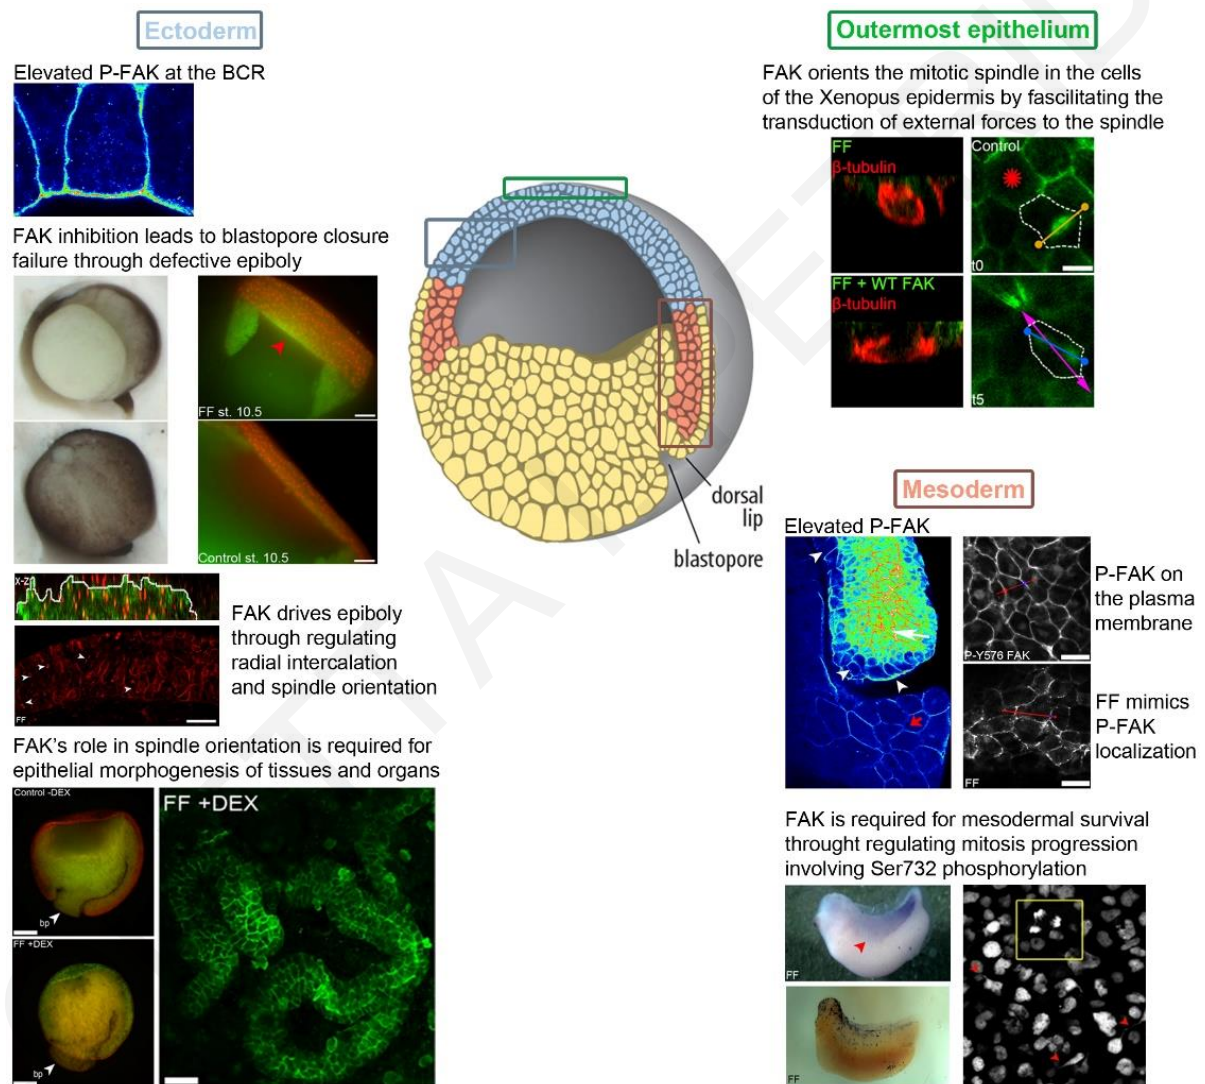 Ectoderm
Elevated P-FAK at the BCR
FAK inhibition leads to blastopore closure
failure through defective epiboly
FF st. 10.5
Control st. 10.5
X-Z
FF
FAK drives epiboly
through regulating
radial intercalation
and spindle orientation
FAK's role in spindle orientation is required for
epithelial morphogenesis of tissues and organs
Control -DEX
bp
FF +DEX
bp
FF +DEX
dorsal
lip
blastopore
Outermost epithelium
FAK orients the mitotic spindle in the cells
of the Xenopus epidermis by fascilitating the
transduction of external forces to the spindle
FF
β-tubulin
Control
t0
FF + WT FAK
β-tubulin
t5
Mesoderm
Elevated P-FAK
P-Y576 FAK
P-FAK on
the plasma
membrane
FF
FF mimics
P-FAK
localization
FAK is required for mesodermal survival
throught regulating mitosis progression
involving Ser732 phosphorylation
FF
FF